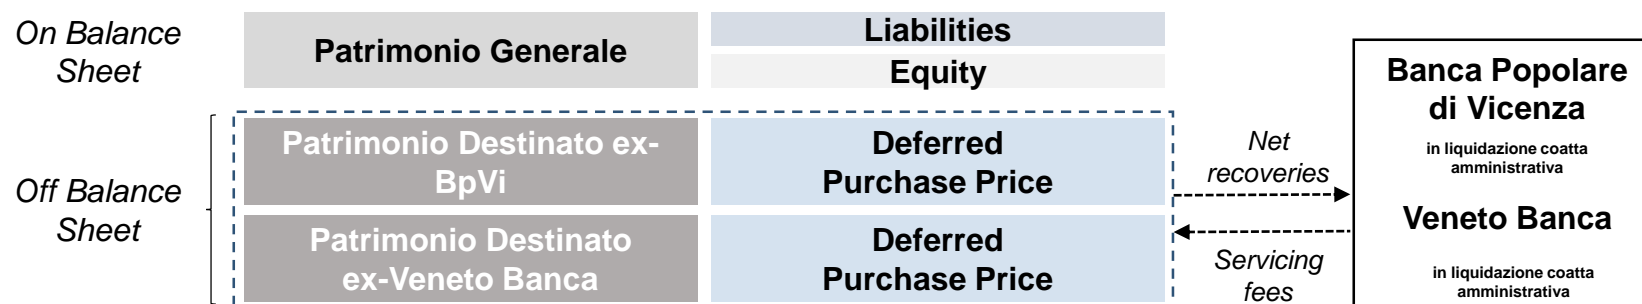 On Balance
Sheet
Patrimonio Generale
Liabilities
Equity
Off Balance
Sheet
Patrimonio Destinato ex-
BpVi
Deferred
Purchase Price
Patrimonio Destinato
ex-Veneto Banca
Deferred
Purchase Price
Net
recoveries
Servicing
fees
Banca Popolare
di Vicenza
in liquidazione coatta
amministrativa
Veneto Banca
in liquidazione coatta
amministrativa